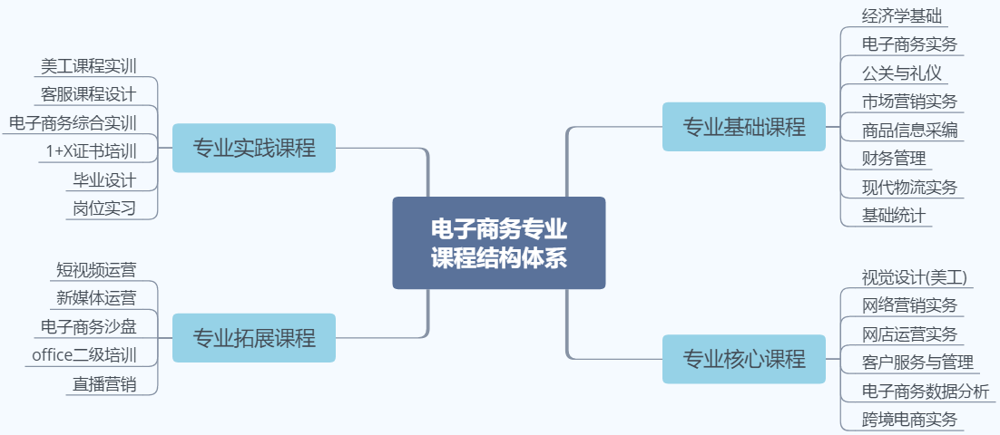 电子商务专业
课程结构体系
专业基础课程
经济学基础
电子商务实务
公关与礼仪
市场营销实务
商品信息采编
财务管理
现代物流实务
基础统计
专业核心课程
视觉设计(美工)
网络营销实务
网店运营实务
客户服务与管理
电子商务数据分析
跨境电商实务
专业实践课程
美工课程实训
客服课程设计
电子商务综合实训
1+X证书培训
毕业设计
岗位实习
专业拓展课程
短视频运营
新媒体运营
电子商务沙盘
office二级培训
直播营销